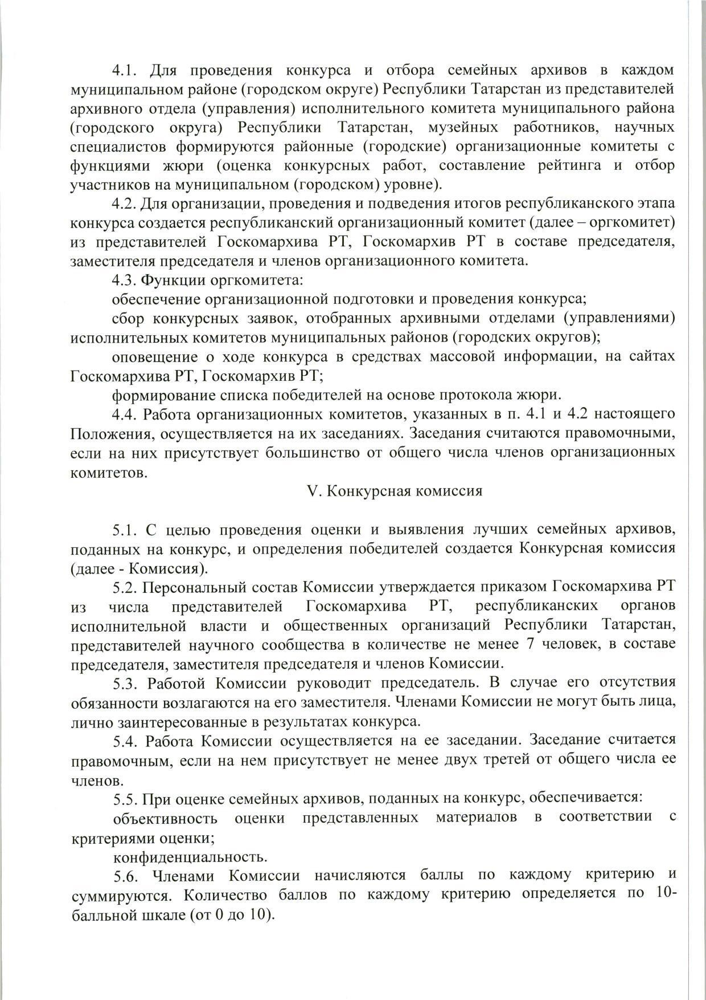 4.1. Для проведения конкурса и отбора семейных архивов в каждом
муниципальном районе (городском округе) Республики Татарстан из представителей
архивного отдела (управления) исполнительного комитета муниципального района
(городского округа) Республики Татарстан, музейных работников, научных
специалистов формируются районные (городские) организационные комитеты с
функциями жюри (оценка конкурсных работ, составление рейтинга и отбор
участников на муниципальном (городском) уровне).
4.2. Для организации, проведения и подведения итогов республиканского этапа
конкурса создается республиканский организационный комитет (далее – оргкомитет)
из представителей Госкомархива РТ, Госкомархив РТ в составе председателя,
заместителя председателя и членов организационного комитета.
4.3. Функции оргкомитета:
обеспечение организационной подготовки и проведения конкурса;
сбор конкурсных заявок, отобранных архивными отделами (управлениями)
исполнительных комитетов муниципальных районов (городских округов);
оповещение о ходе конкурса в средствах массовой информации, на сайтах
Госкомархива РТ, Госкомархив РТ;
формирование списка победителей на основе протокола жюри.
4.4. Работа организационных комитетов, указанных в п. 4.1 и 4.2 настоящего
Положения, осуществляется на их заседаниях. Заседания считаются правомочными,
если на них присутствует большинство от общего числа членов организационных
комитетов.
V. Конкурсная комиссия
5.1. С целью проведения оценки и выявления лучших семейных архивов,
поданных на конкурс, и определения победителей создается Конкурсная комиссия
(далее - Комиссия).
5.2. Персональный состав Комиссии утверждается приказом Госкомархива РТ
из числа представителей Госкомархива РТ, республиканских органов
исполнительной власти и общественных организаций Республики Татарстан,
представителей научного сообщества в количестве не менее 7 человек, в составе
председателя, заместителя председателя и членов Комиссии.
5.3. Работой Комиссии руководит председатель. В случае его отсутствия
обязанности возлагаются на его заместителя. Членами Комиссии не могут быть лица,
лично заинтересованные в результатах конкурса.
5.4. Работа Комиссии осуществляется на ее заседании. Заседание считается
правомочным, если на нем присутствует не менее двух третей от общего числа ее
членов.
5.5. При оценке семейных архивов, поданных на конкурс, обеспечивается:
объективность оценки представленных материалов в соответствии с
критериями оценки;
конфиденциальность.
5.6. Членами Комиссии начисляются баллы по каждому критерию и
суммируются. Количество баллов по каждому критерию определяется по 10-
балльной шкале (от 0 до 10).